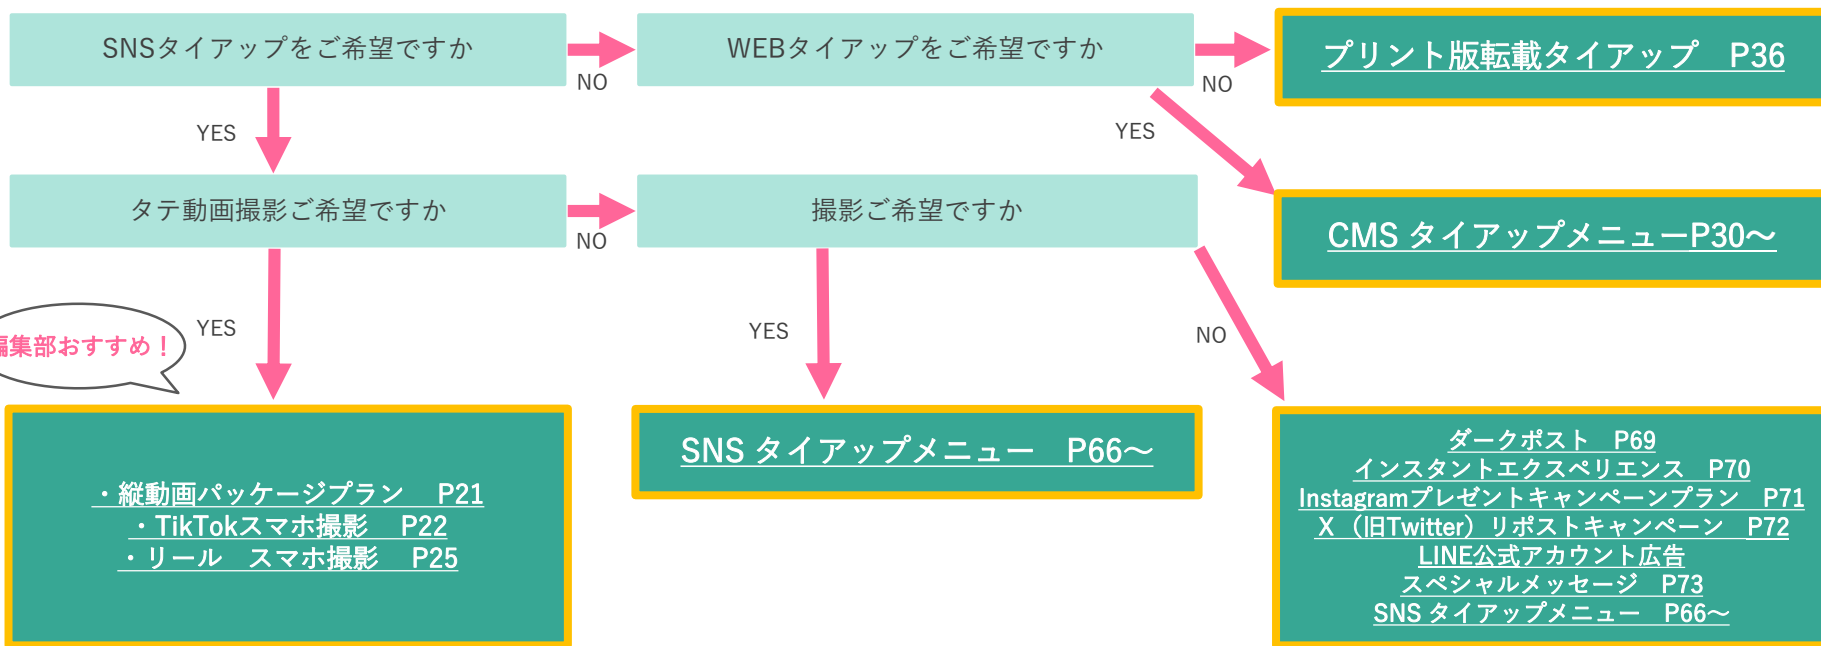 SNSタイアップをご希望ですか
NO
WEBタイアップをご希望ですか
NO
プリント版転載タイアップ　P36
YES
YES
タテ動画撮影ご希望ですか
NO
撮影ご希望ですか
CMS タイアップメニューP30～
編集部おすすめ！
YES
YES
NO
・縦動画パッケージプラン　P21
・TikTokスマホ撮影　P22
・リール　スマホ撮影　P25
SNS タイアップメニュー　P66～
ダークポスト　P69
インスタントエクスペリエンス　P70
Instagramプレゼントキャンペーンプラン　P71
X（旧Twitter）リポストキャンペーン　P72
LINE公式アカウント広告
スペシャルメッセージ　P73
SNS タイアップメニュー　P66～